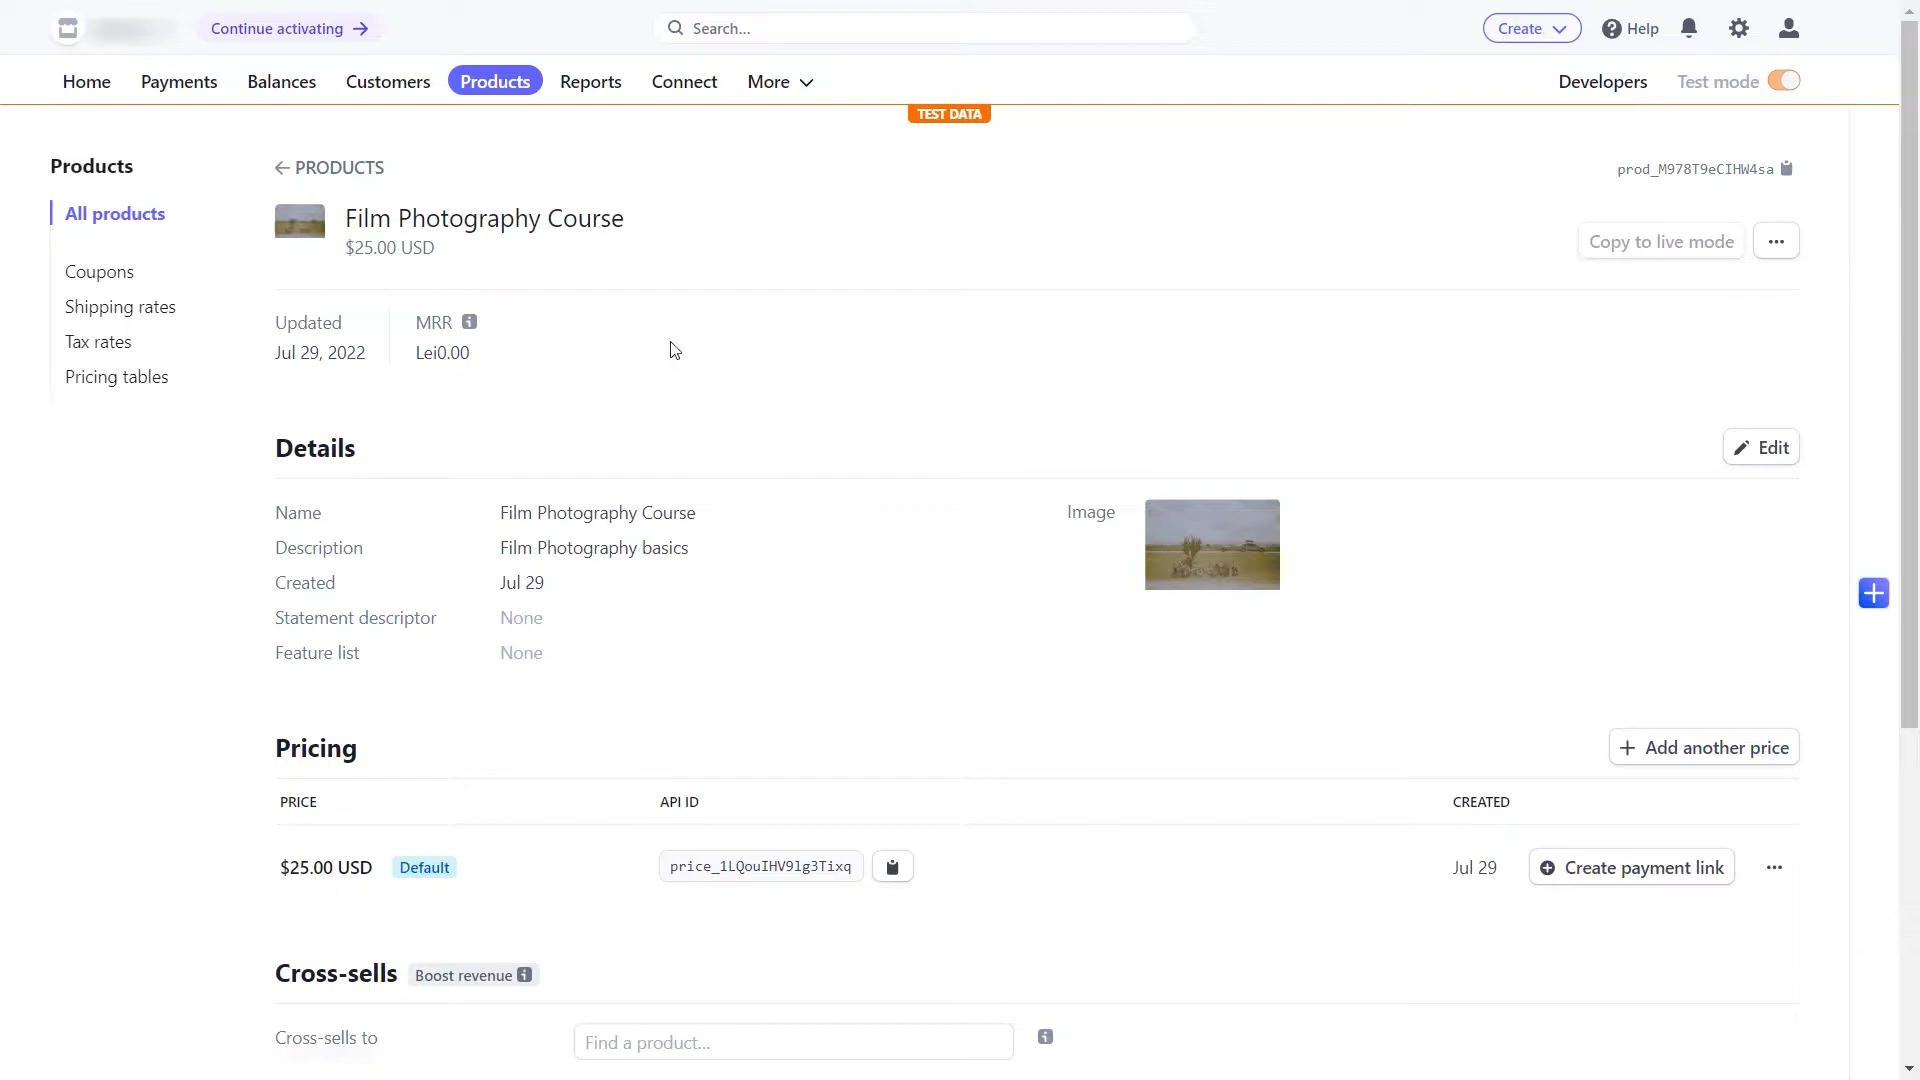 Continue activating →
Search...
Create
Help
Home
Payments
Balances
Customers
Products
Reports
Connect
More
Developers
Test mode
TEST DATA
Products
All products
Coupons
Shipping rates
Tax rates
Pricing tables
← PRODUCTS
prod_M978T9eCIHW4sa
Film Photography Course
$25.00 USD
Copy to live mode
Updated
Jul 29, 2022
MRR
Lei0.00
Details
Edit
Name
Film Photography Course
Description
Film Photography basics
Created
Jul 29
Statement descriptor
None
Feature list
None
Image
Pricing
+ Add another price
PRICE
API ID
CREATED
$25.00 USD
Default
price_1LQouIHV9lg3Tixq
Jul 29
Create payment link
Cross-sells
Boost revenue
Cross-sells to
Find a product...